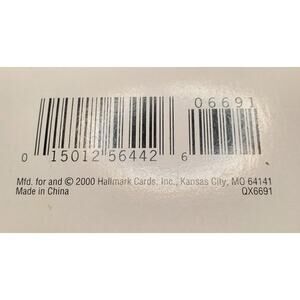 06691
0 15012 56442 6
Mfd. for and © 2000 Hallmark Cards, Inc., Kansas City, MO 64141
Made in China QX6691